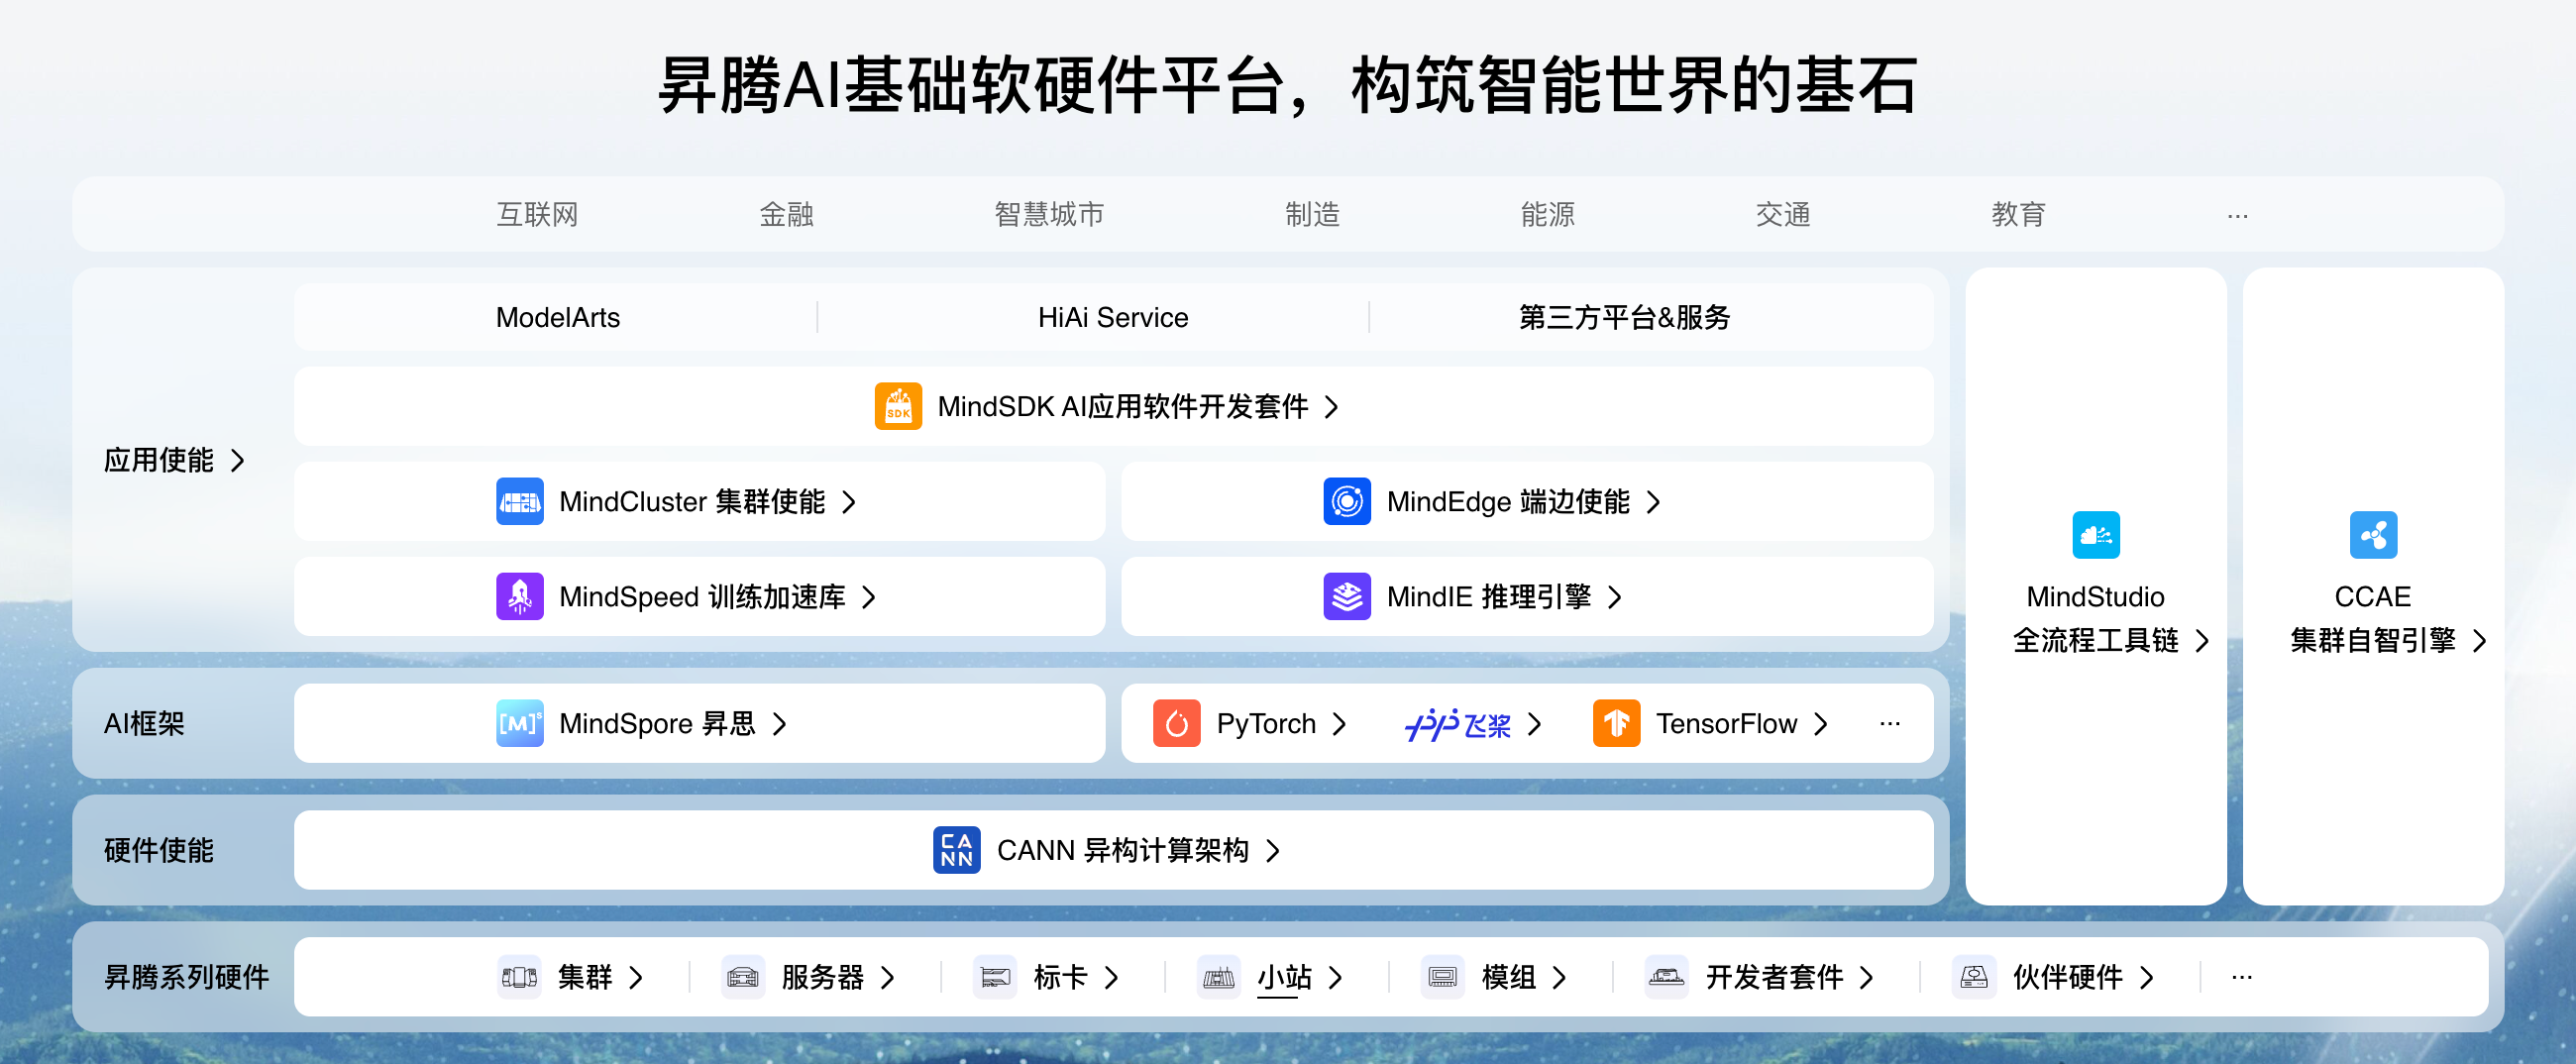 昇腾AI基础软硬件平台，构筑智能世界的基石
互联网 金融 智慧城市 制造 能源 交通 教育 ...
应用使能
ModelArts HiAi Service 第三方平台&服务
SDK MindSDK AI应用软件开发套件
MindCluster 集群使能 MindEdge 端边使能
MindSpeed 训练加速库 MindIE 推理引擎
MindStudio
全流程工具链
CCAE
集群自智引擎
AI框架 [M]s MindSpore 昇思 PyTorch 飞桨 TensorFlow ...
硬件使能 CANN CANN 异构计算架构
昇腾系列硬件 集群 服务器 标卡 小站 模组 开发者套件 伙伴硬件 ...